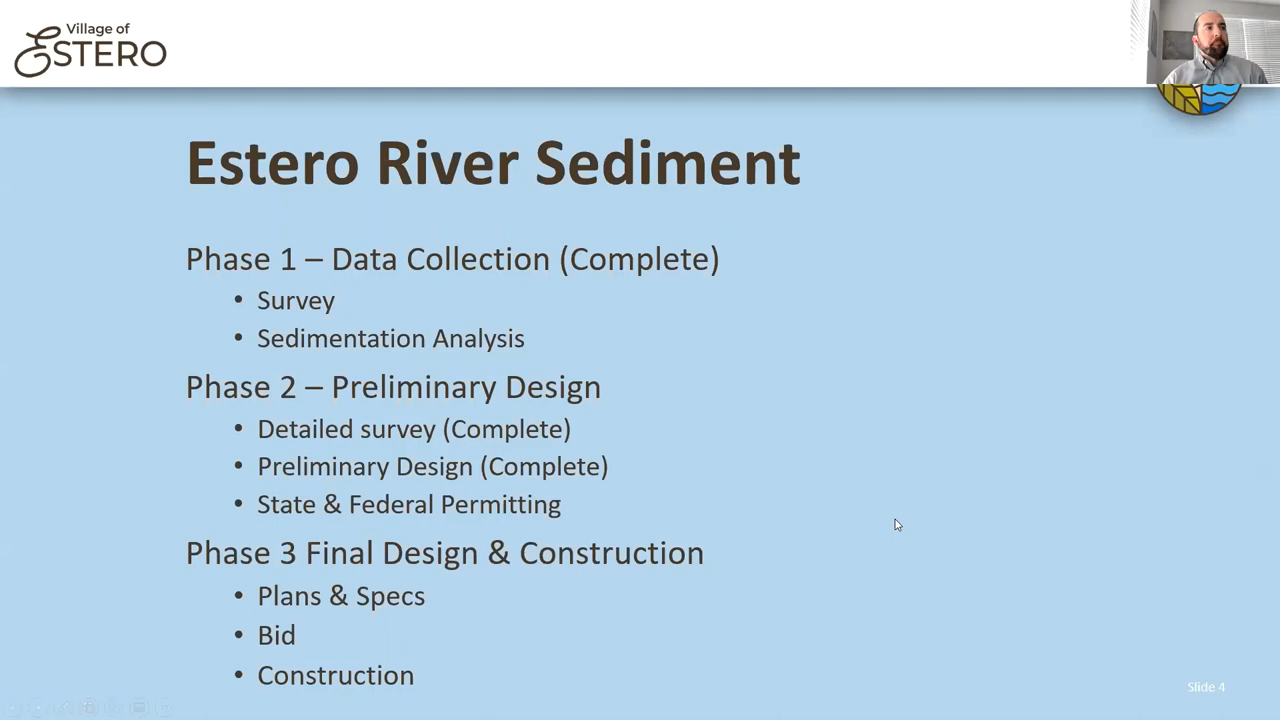 Village of
ESTERO
Estero River Sediment
Phase 1 – Data Collection (Complete)
• Survey
• Sedimentation Analysis
Phase 2 – Preliminary Design
• Detailed survey (Complete)
• Preliminary Design (Complete)
• State & Federal Permitting
Phase 3 Final Design & Construction
• Plans & Specs
• Bid
• Construction
Slide 4